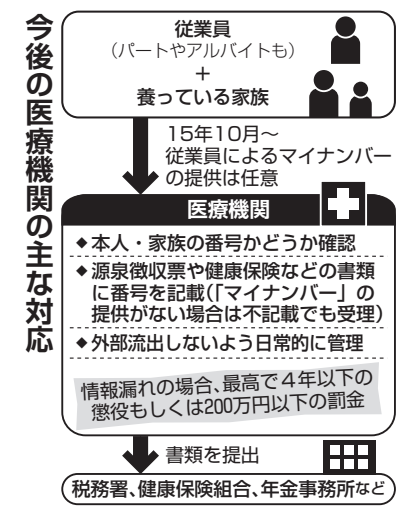 今後の医療機関の主な対応
従業員
（パートやアルバイトも）
＋
養っている家族
15年10月～
従業員によるマイナンバー
の提供は任意
医療機関
◆本人・家族の番号かどうか確認
◆源泉徴収票や健康保険などの書類
に番号を記載（「マイナンバー」の
提供がない場合は不記載でも受理）
◆外部流出しないよう日常的に管理
情報漏れの場合、最高で４年以下の
懲役もしくは200万円以下の罰金
書類を提出
税務署、健康保険組合、年金事務所など